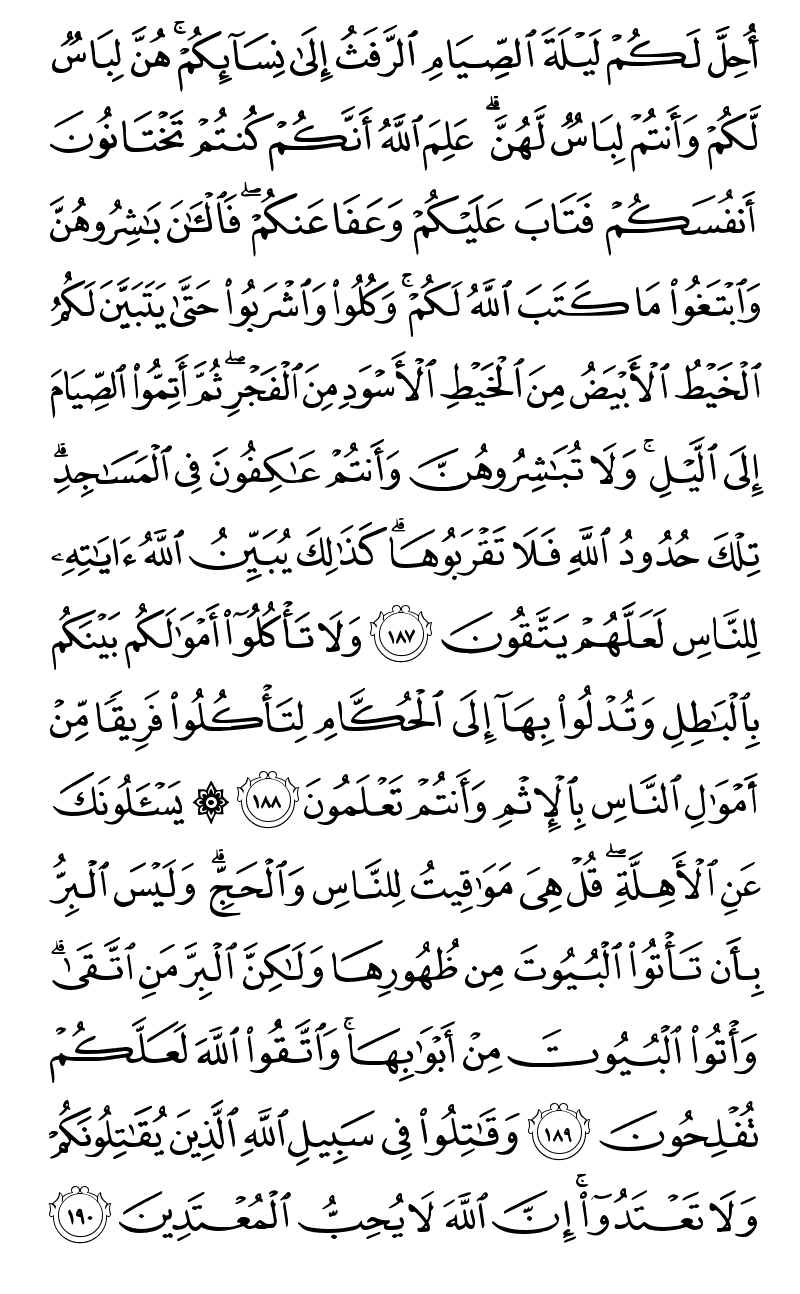 أُحِلَّ لَكُمْ لَيْلَةَ ٱلصِّيَامِ ٱلرَّفَثُ إِلَىٰ نِسَآئِكُمْ ۚ هُنَّ لِبَاسٌ
لَّكُمْ وَأَنتُمْ لِبَاسٌ لَّهُنَّ ۗ عَلِمَ ٱللَّهُ أَنَّكُمْ كُنتُمْ تَخْتَانُونَ
أَنفُسَكُمْ فَتَابَ عَلَيْكُمْ وَعَفَا عَنكُمْ ۖ فَٱلْـَٔـٰنَ بَـٰشِرُوهُنَّ
وَٱبْتَغُوا۟ مَا كَتَبَ ٱللَّهُ لَكُمْ ۚ وَكُلُوا۟ وَٱشْرَبُوا۟ حَتَّىٰ يَتَبَيَّنَ لَكُمُ
ٱلْخَيْطُ ٱلْأَبْيَضُ مِنَ ٱلْخَيْطِ ٱلْأَسْوَدِ مِنَ ٱلْفَجْرِ ۖ ثُمَّ أَتِمُّوا۟ ٱلصِّيَامَ
إِلَى ٱلَّيْلِ ۚ وَلَا تُبَـٰشِرُوهُنَّ وَأَنتُمْ عَـٰكِفُونَ فِى ٱلْمَسَـٰجِدِ ۗ
تِلْكَ حُدُودُ ٱللَّهِ فَلَا تَقْرَبُوهَا ۗ كَذَٰلِكَ يُبَيِّنُ ٱللَّهُ ءَايَـٰتِهِۦ
لِلنَّاسِ لَعَلَّهُمْ يَتَّقُونَ ١٨٧ وَلَا تَأْكُلُوٓا۟ أَمْوَٰلَكُم بَيْنَكُم
بِٱلْبَـٰطِلِ وَتُدْلُوا۟ بِهَآ إِلَى ٱلْحُكَّامِ لِتَأْكُلُوا۟ فَرِيقًا مِّنْ
أَمْوَٰلِ ٱلنَّاسِ بِٱلْإِثْمِ وَأَنتُمْ تَعْلَمُونَ ١٨٨ ۞ يَسْـَٔلُونَكَ
عَنِ ٱلْأَهِلَّةِ ۖ قُلْ هِىَ مَوَٰقِيتُ لِلنَّاسِ وَٱلْحَجِّ ۗ وَلَيْسَ ٱلْبِرُّ
بِأَن تَأْتُوا۟ ٱلْبُيُوتَ مِن ظُهُورِهَا وَلَـٰكِنَّ ٱلْبِرَّ مَنِ ٱتَّقَىٰ ۗ
وَأْتُوا۟ ٱلْبُيُوتَ مِنْ أَبْوَٰبِهَا ۚ وَٱتَّقُوا۟ ٱللَّهَ لَعَلَّكُمْ
تُفْلِحُونَ ١٨٩ وَقَـٰتِلُوا۟ فِى سَبِيلِ ٱللَّهِ ٱلَّذِينَ يُقَـٰتِلُونَكُمْ
وَلَا تَعْتَدُوٓا۟ ۚ إِنَّ ٱللَّهَ لَا يُحِبُّ ٱلْمُعْتَدِينَ ١٩٠